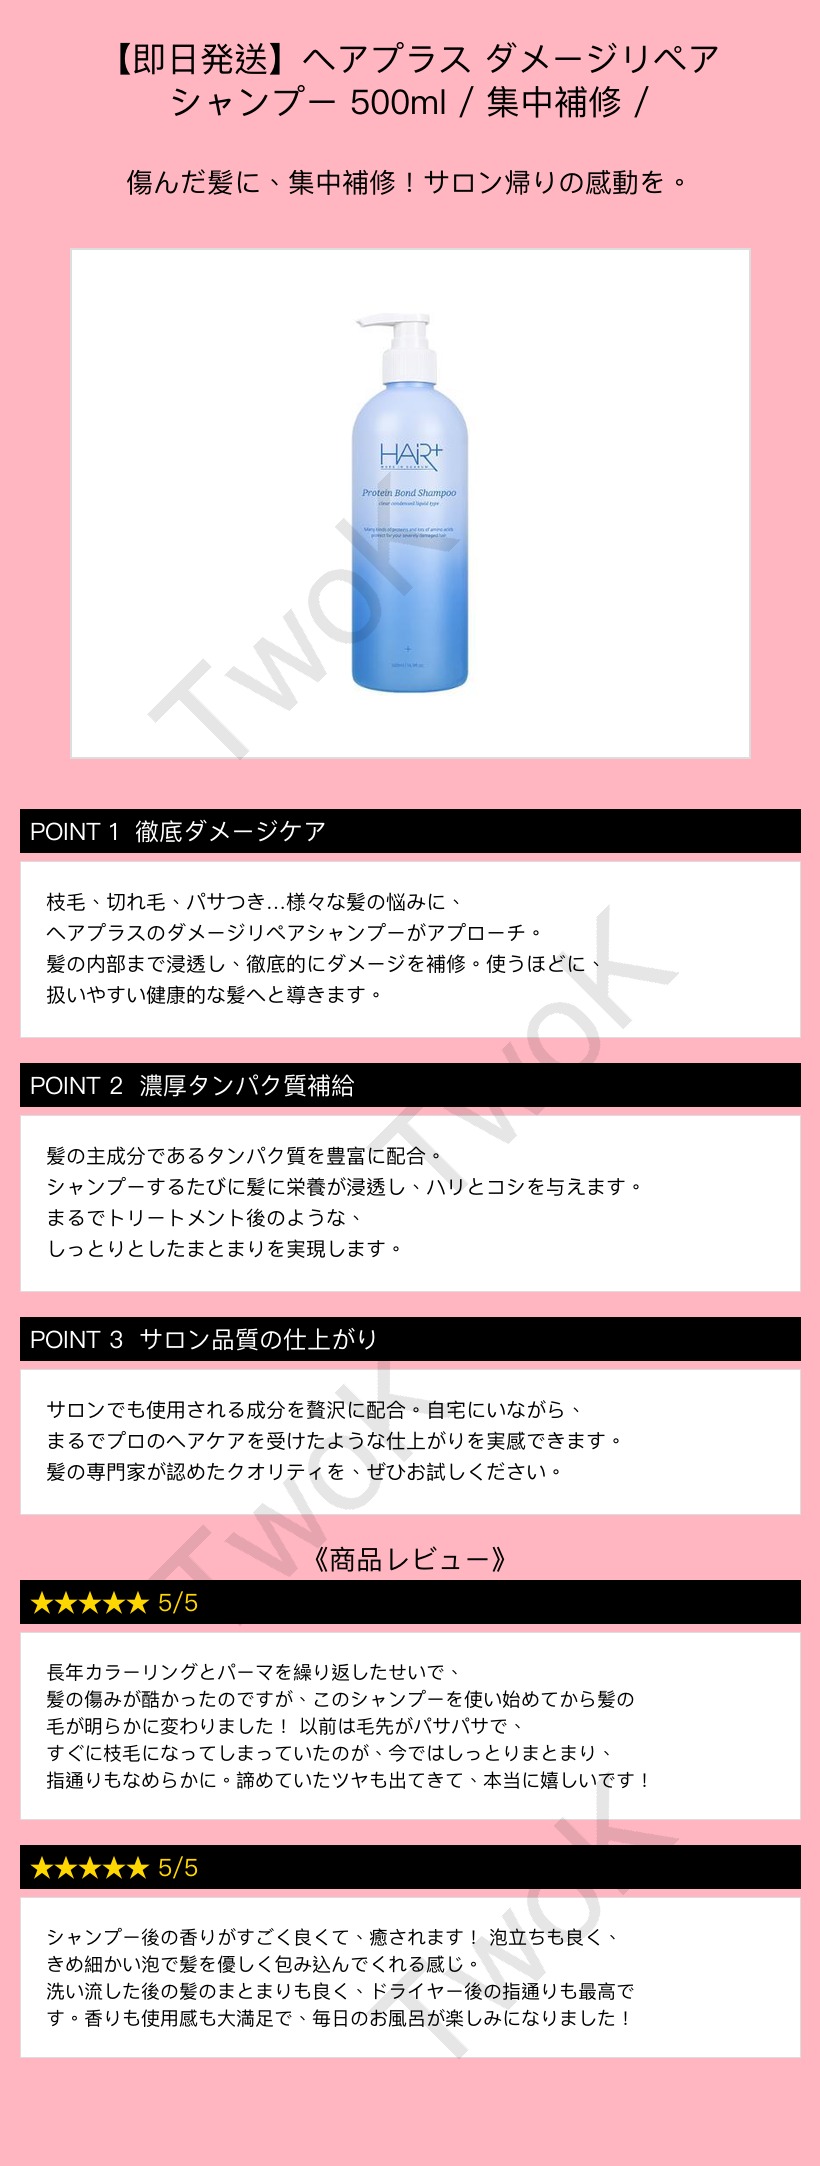 【即日発送】ヘアプラス ダメージリペア
シャンプー 500ml / 集中補修 /
傷んだ髪に、集中補修！サロン帰りの感動を。
HAiR+
Protein Bond Shampoo
clear condensed liquid type
Many kinds of proteins and lots of amino acids
protect for your severely damaged hair
TwoK
POINT 1 徹底ダメージケア
枝毛、切れ毛、パサつき…様々な髪の悩みに、
ヘアプラスのダメージリペアシャンプーがアプローチ。
髪の内部まで浸透し、徹底的にダメージを補修。使うほどに、
扱いやすい健康的な髪へと導きます。
TwoK
POINT 2 濃厚タンパク質補給
髪の主成分であるタンパク質を豊富に配合。
シャンプーするたびに髪に栄養が浸透し、ハリとコシを与えます。
まるでトリートメント後のような、
しっとりとしたまとまりを実現します。
POINT 3 サロン品質の仕上がり
サロンでも使用される成分を贅沢に配合。自宅にいながら、
まるでプロのヘアケアを受けたような仕上がりを実感できます。
髪の専門家が認めたクオリティを、ぜひお試しください。
TwoK
《商品レビュー》
★★★★★ 5/5
長年カラーリングとパーマを繰り返したせいで、
髪の傷みが酷かったのですが、このシャンプーを使い始めてから髪の
毛が明らかに変わりました！ 以前は毛先がパサパサで、
すぐに枝毛になってしまっていたのが、今ではしっとりまとまり、
指通りもなめらかに。諦めていたツヤも出てきて、本当に嬉しいです！
★★★★★ 5/5
シャンプー後の香りがすごく良くて、癒されます！ 泡立ちも良く、
きめ細かい泡で髪を優しく包み込んでくれる感じ。
洗い流した後の髪のまとまりも良く、ドライヤー後の指通りも最高で
す。香りも使用感も大満足で、毎日のお風呂が楽しみになりました！
TwoK